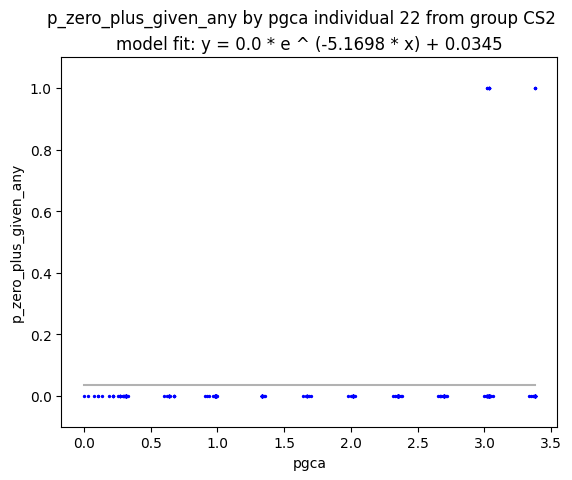 p_zero_plus_given_any by pgca individual 22 from group CS2
model fit: y = 0.0 * e ^ (-5.1698 * x) + 0.0345
1.0
0.8
0.6
0.4
0.2
0.0
p_zero_plus_given_any
0.0 0.5 1.0 1.5 2.0 2.5 3.0 3.5
pgca